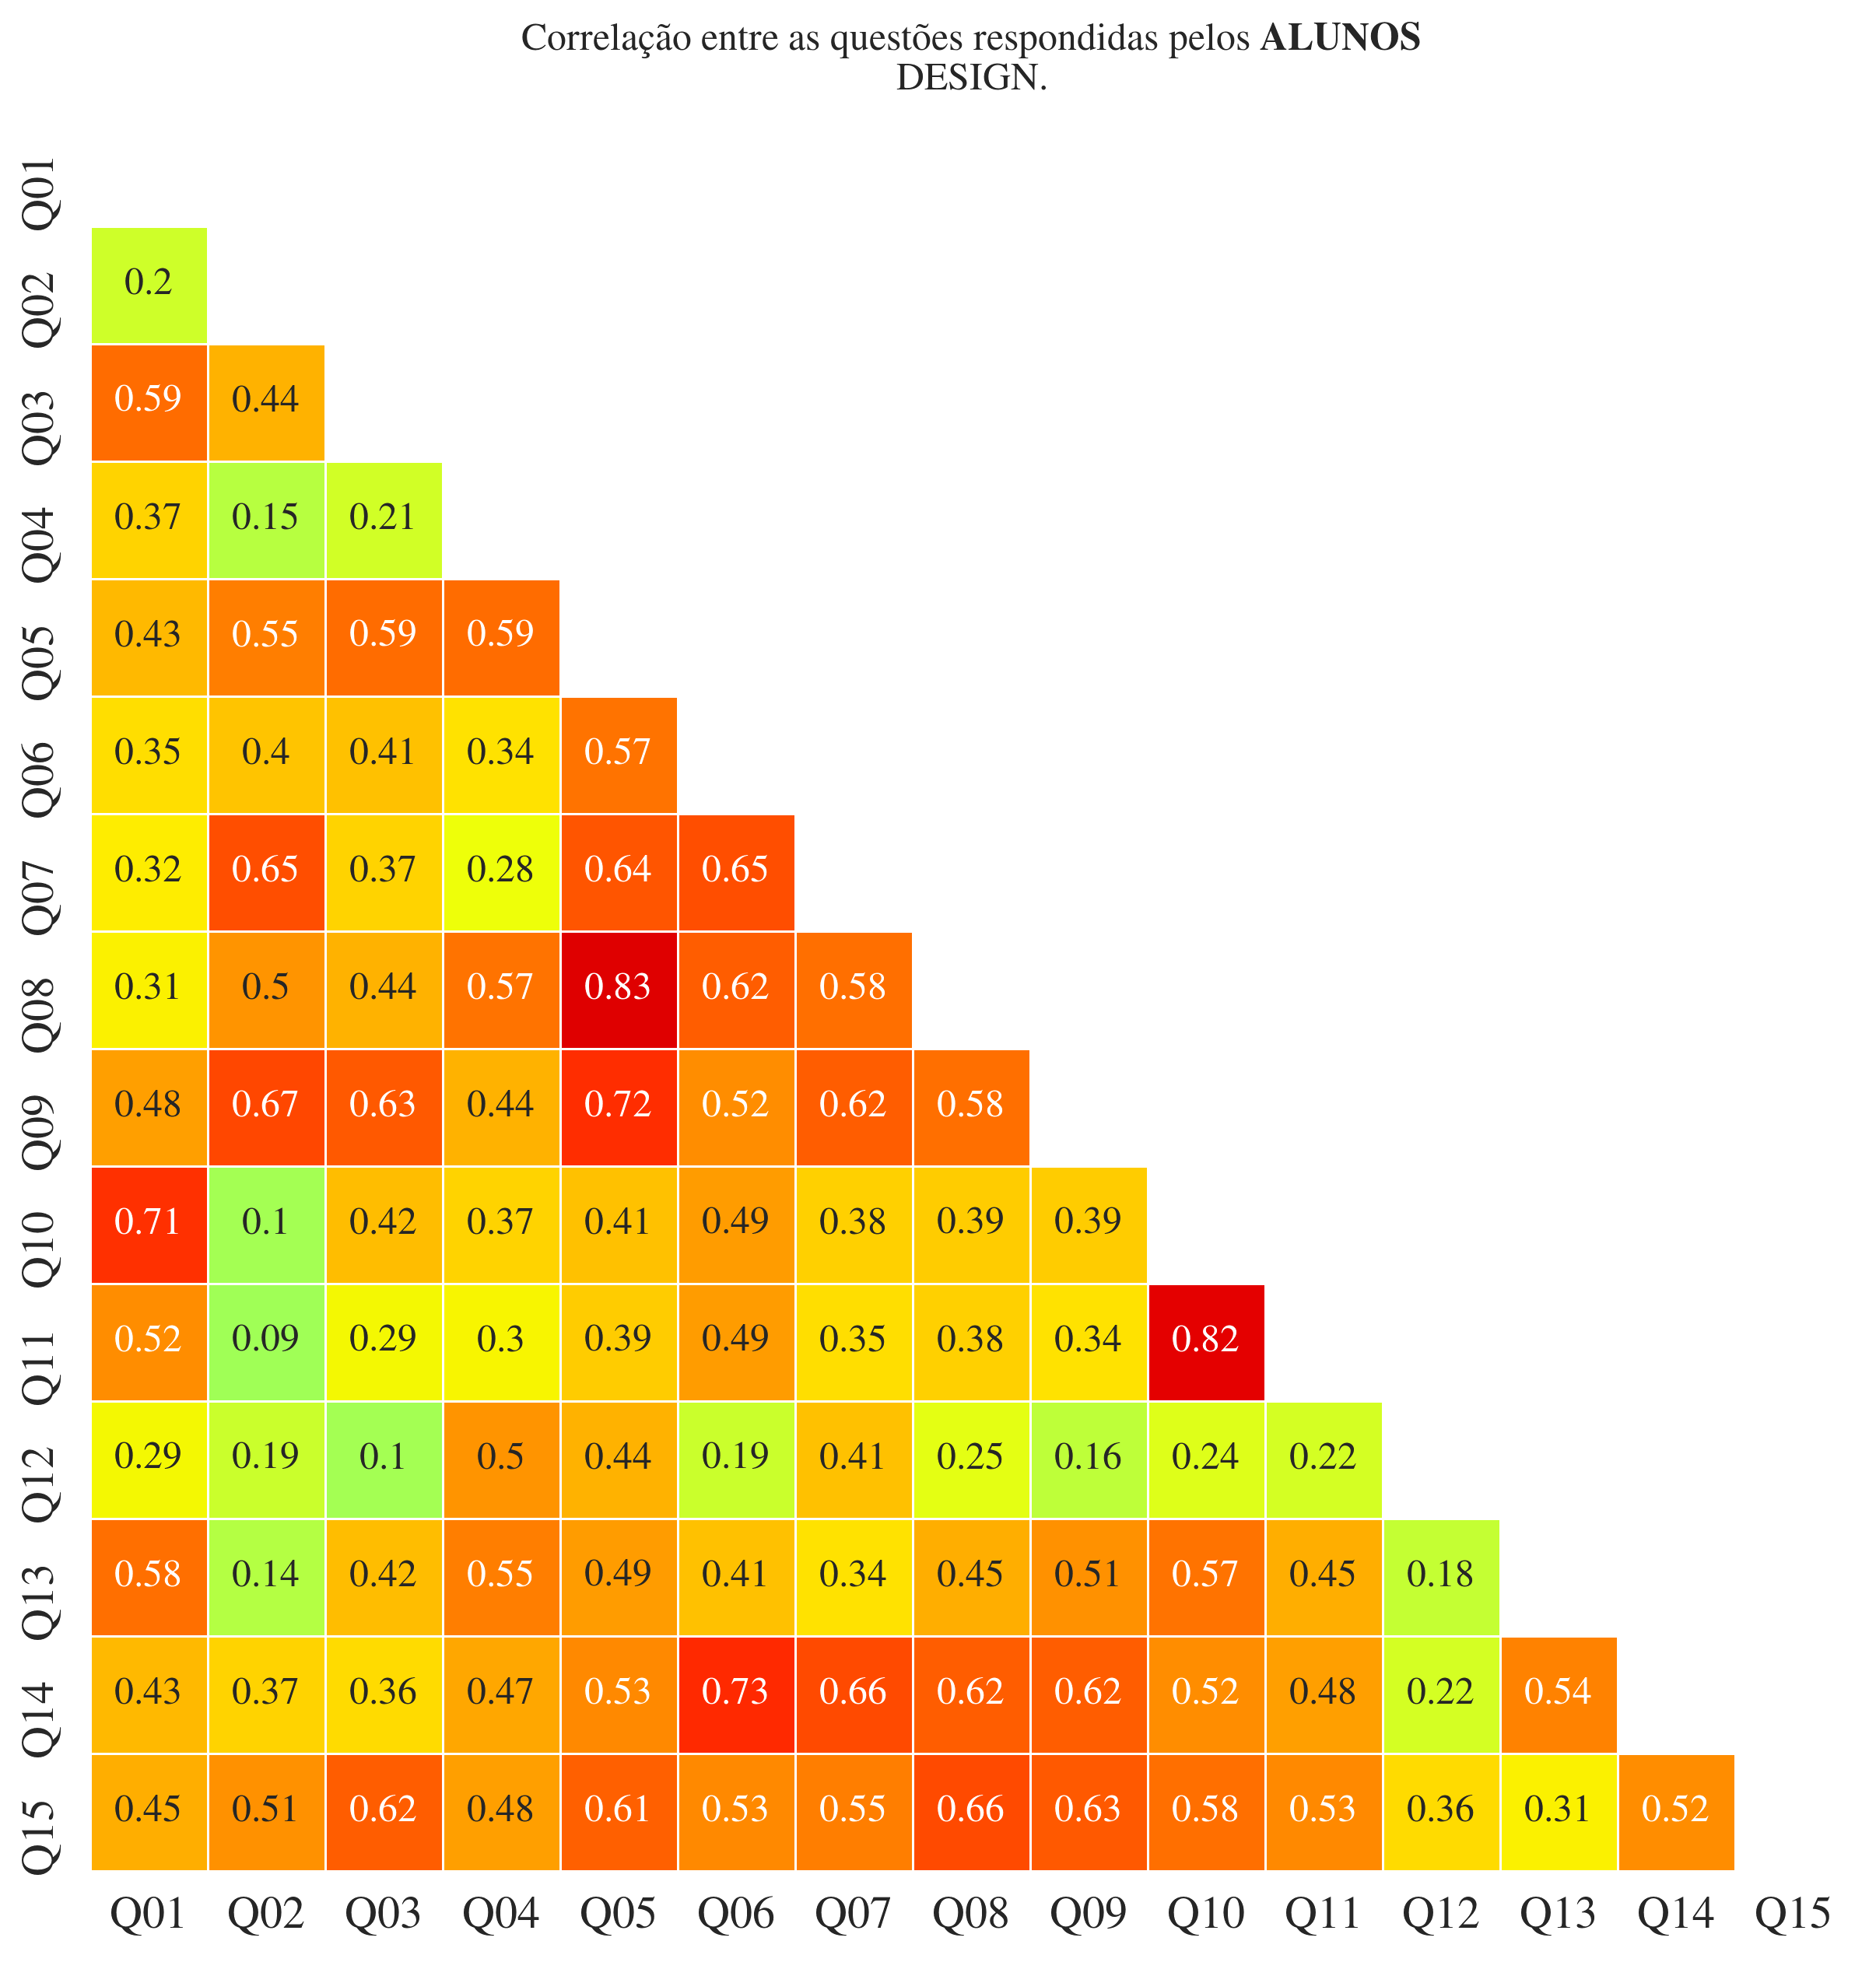 Correlação entre as questões respondidas pelos ALUNOS
DESIGN.
Q01
Q02 0.2
Q03 0.59 0.44
Q04 0.37 0.15 0.21
Q05 0.43 0.55 0.59 0.59
Q06 0.35 0.4 0.41 0.34 0.57
Q07 0.32 0.65 0.37 0.28 0.64 0.65
Q08 0.31 0.5 0.44 0.57 0.83 0.62 0.58
Q09 0.48 0.67 0.63 0.44 0.72 0.52 0.62 0.58
Q10 0.71 0.1 0.42 0.37 0.41 0.49 0.38 0.39 0.39
Q11 0.52 0.09 0.29 0.3 0.39 0.49 0.35 0.38 0.34 0.82
Q12 0.29 0.19 0.1 0.5 0.44 0.19 0.41 0.25 0.16 0.24 0.22
Q13 0.58 0.14 0.42 0.55 0.49 0.41 0.34 0.45 0.51 0.57 0.45 0.18
Q14 0.43 0.37 0.36 0.47 0.53 0.73 0.66 0.62 0.62 0.52 0.48 0.22 0.54
Q15 0.45 0.51 0.62 0.48 0.61 0.53 0.55 0.66 0.63 0.58 0.53 0.36 0.31 0.52
Q01 Q02 Q03 Q04 Q05 Q06 Q07 Q08 Q09 Q10 Q11 Q12 Q13 Q14 Q15